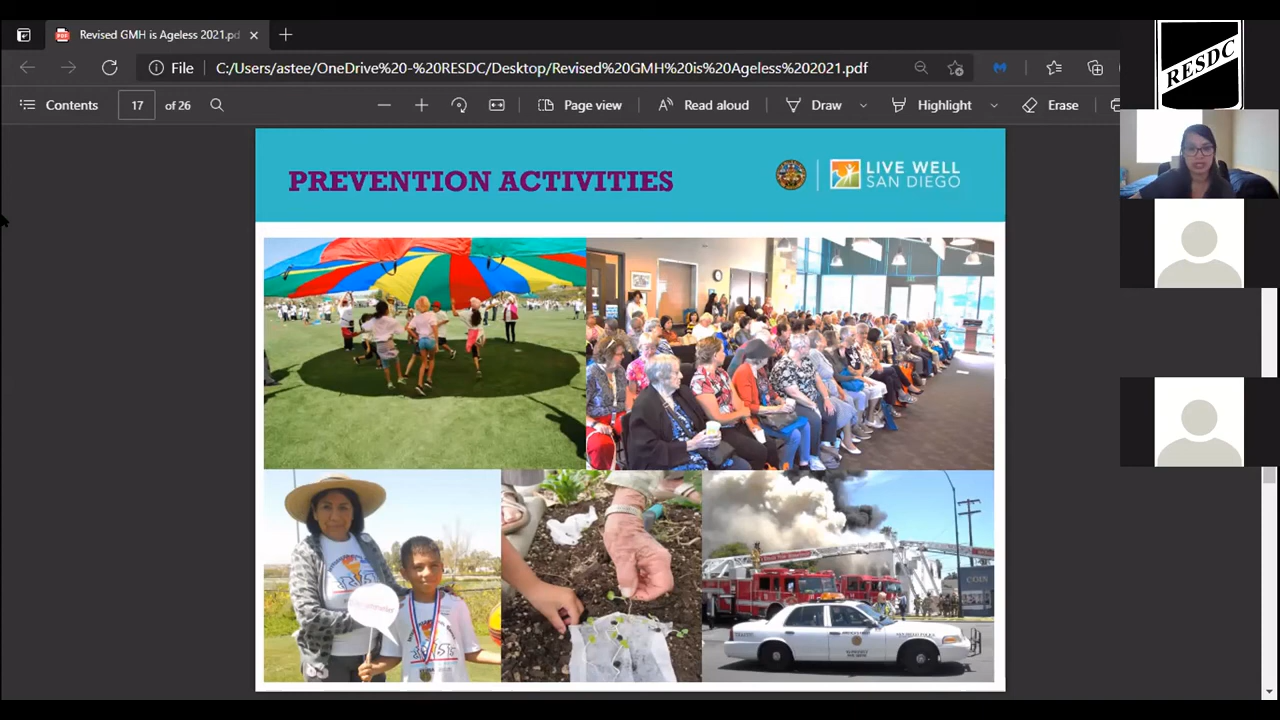 Revised GMH is Ageless 2021.pd
File C:/Users/astee/OneDrive%20-%20RESDC/Desktop/Revised%20GMH%20is%20Ageless%202021.pdf
Contents 17 of 26 Page view Read aloud Draw Highlight Erase
RESDC
PREVENTION ACTIVITIES
LIVE WELL
SAN DIEGO